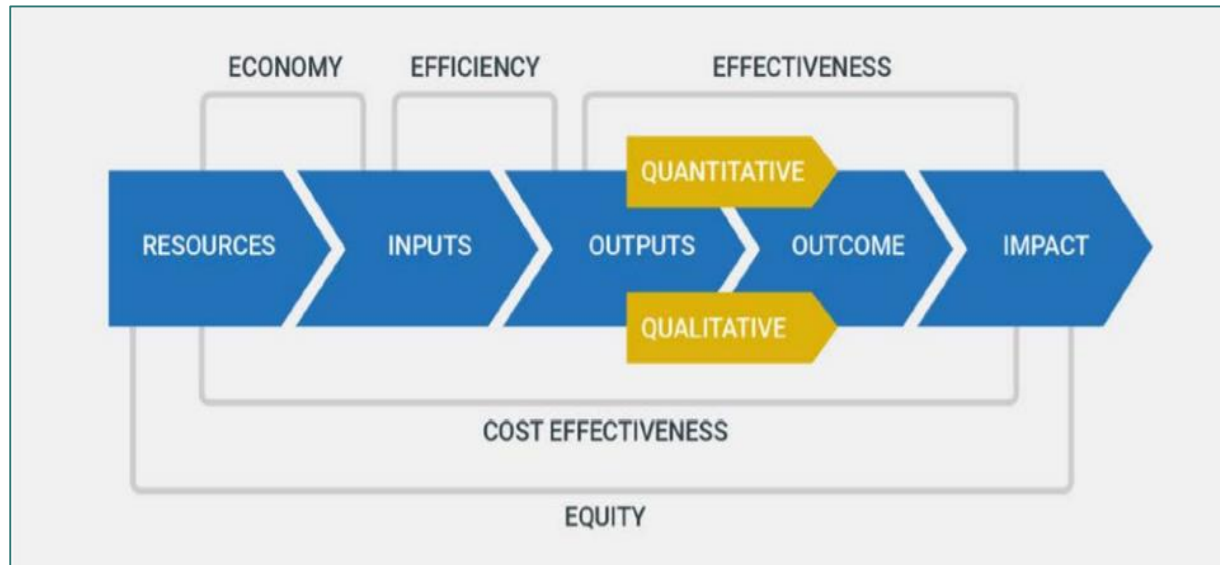 ECONOMY EFFICIENCY EFFECTIVENESS
QUANTITATIVE
RESOURCES INPUTS OUTPUTS OUTCOME IMPACT
QUALITATIVE
COST EFFECTIVENESS
EQUITY